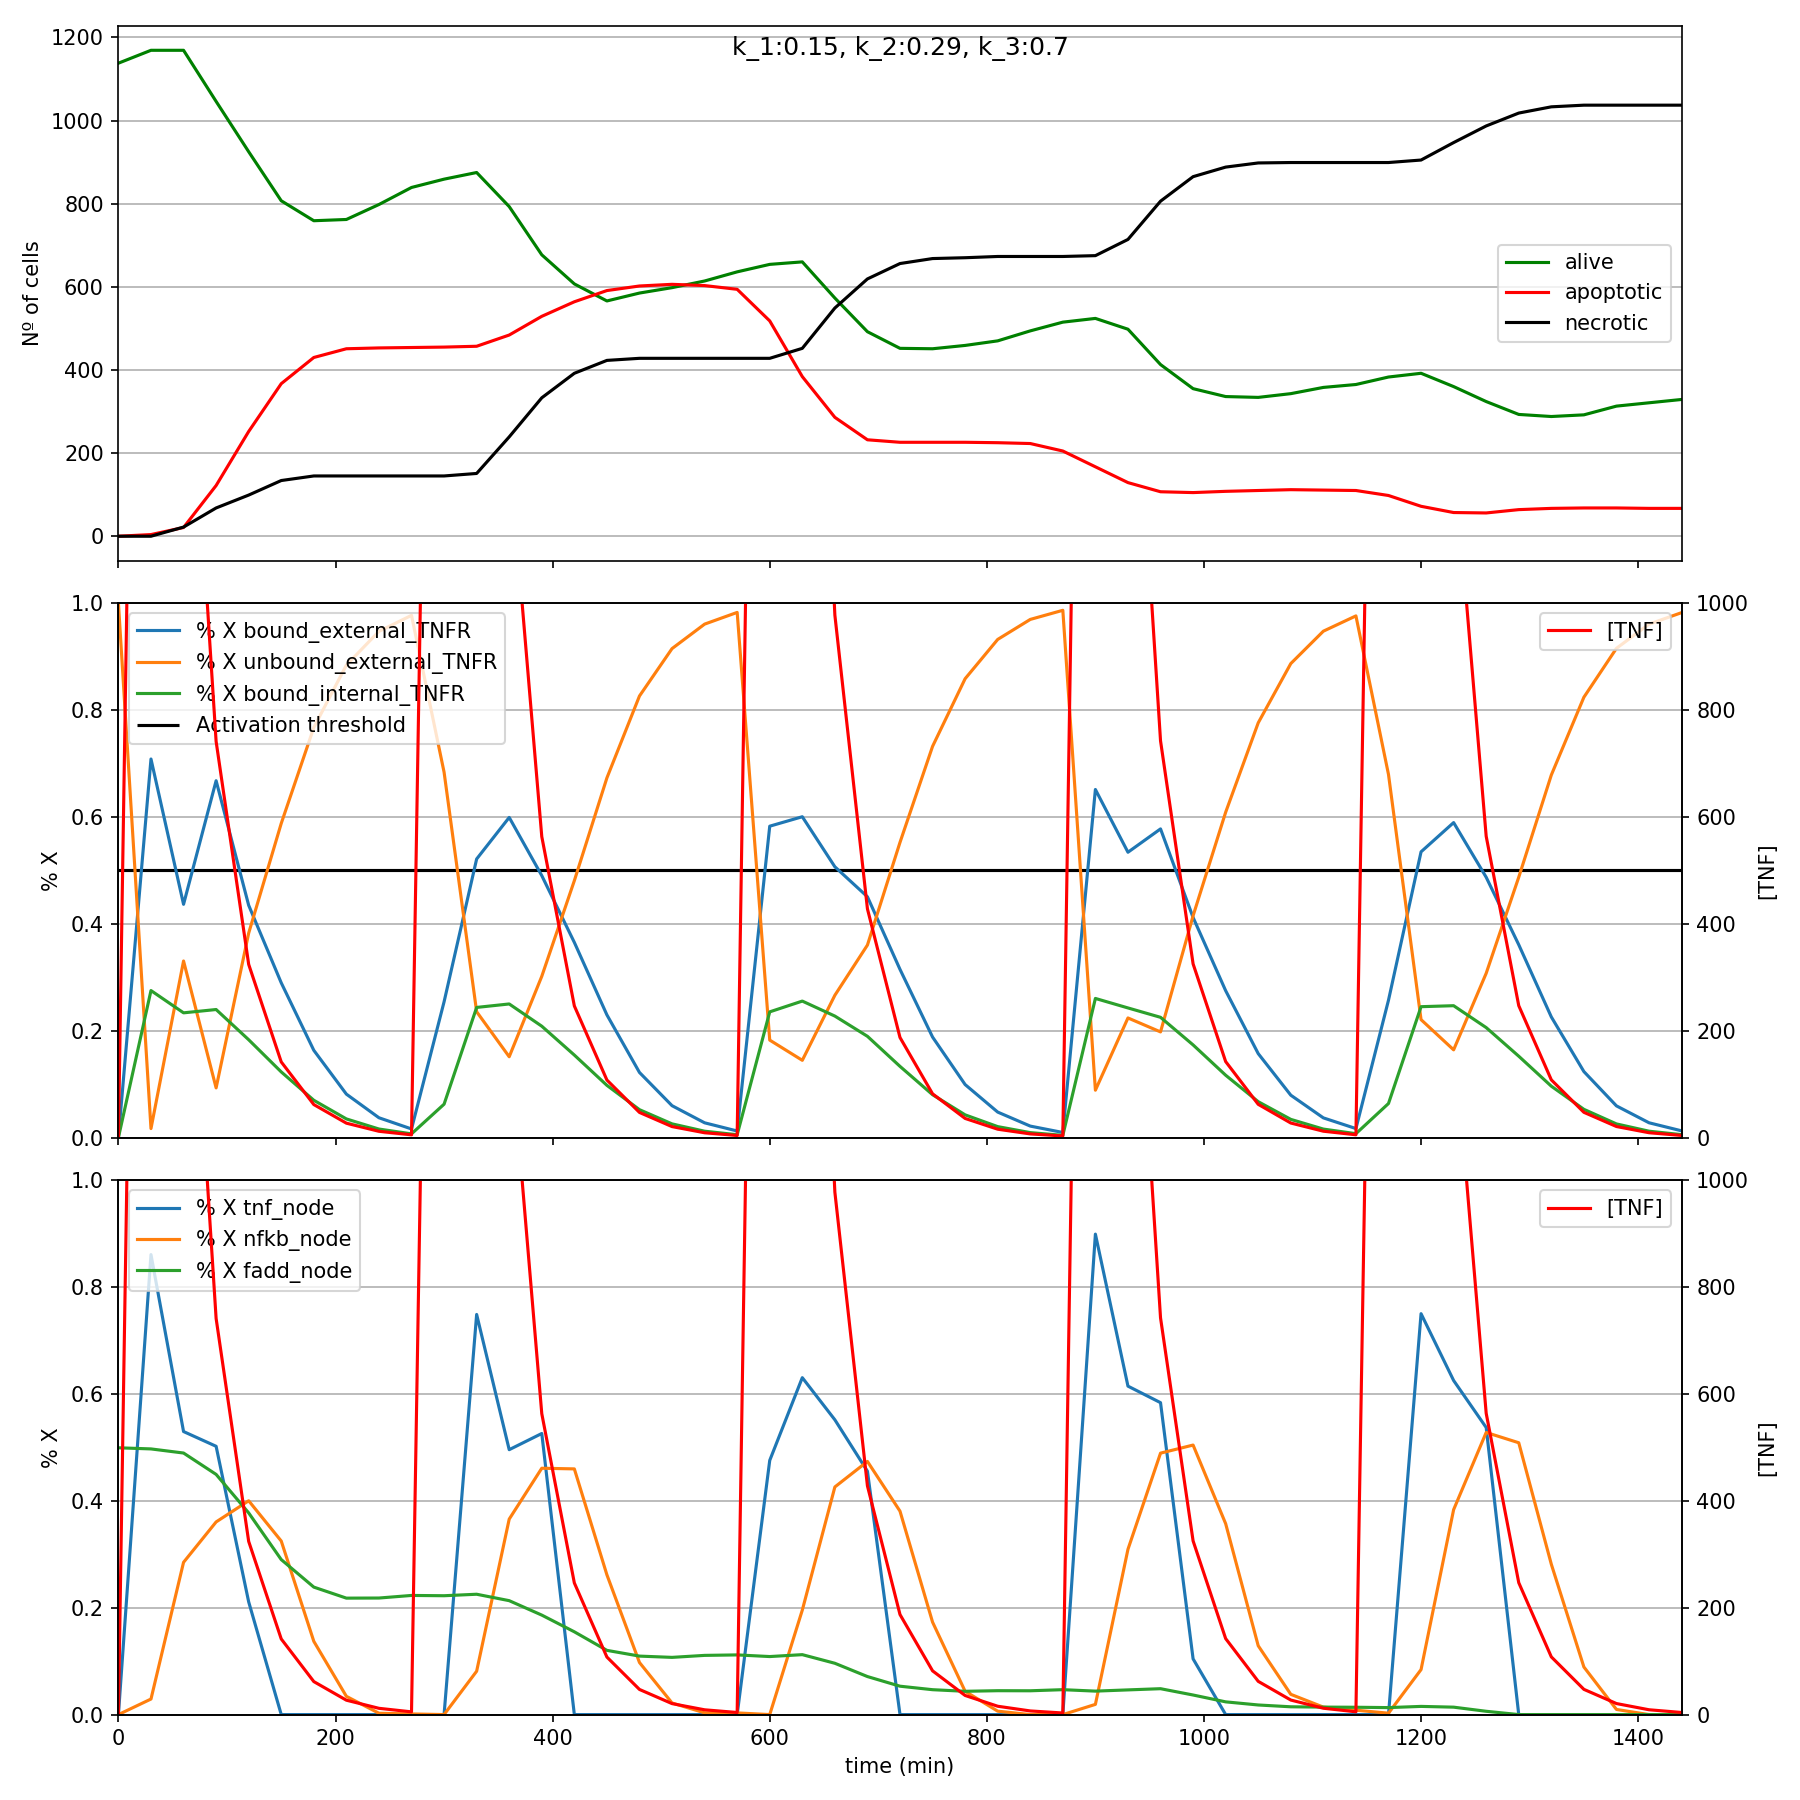 k_1:0.15, k_2:0.29, k_3:0.7
1200
1000
800
600
400
200
0
Nº of cells
alive
apoptotic
necrotic
1.0
0.8
0.6
0.4
0.2
0.0
% X
% X bound_external_TNFR
% X unbound_external_TNFR
% X bound_internal_TNFR
Activation threshold
[TNF]
1000
800
600
400
200
0
[TNF]
1.0
0.8
0.6
0.4
0.2
0.0
% X
% X tnf_node
% X nfkb_node
% X fadd_node
[TNF]
1000
800
600
400
200
0
[TNF]
0 200 400 600 800 1000 1200 1400
time (min)